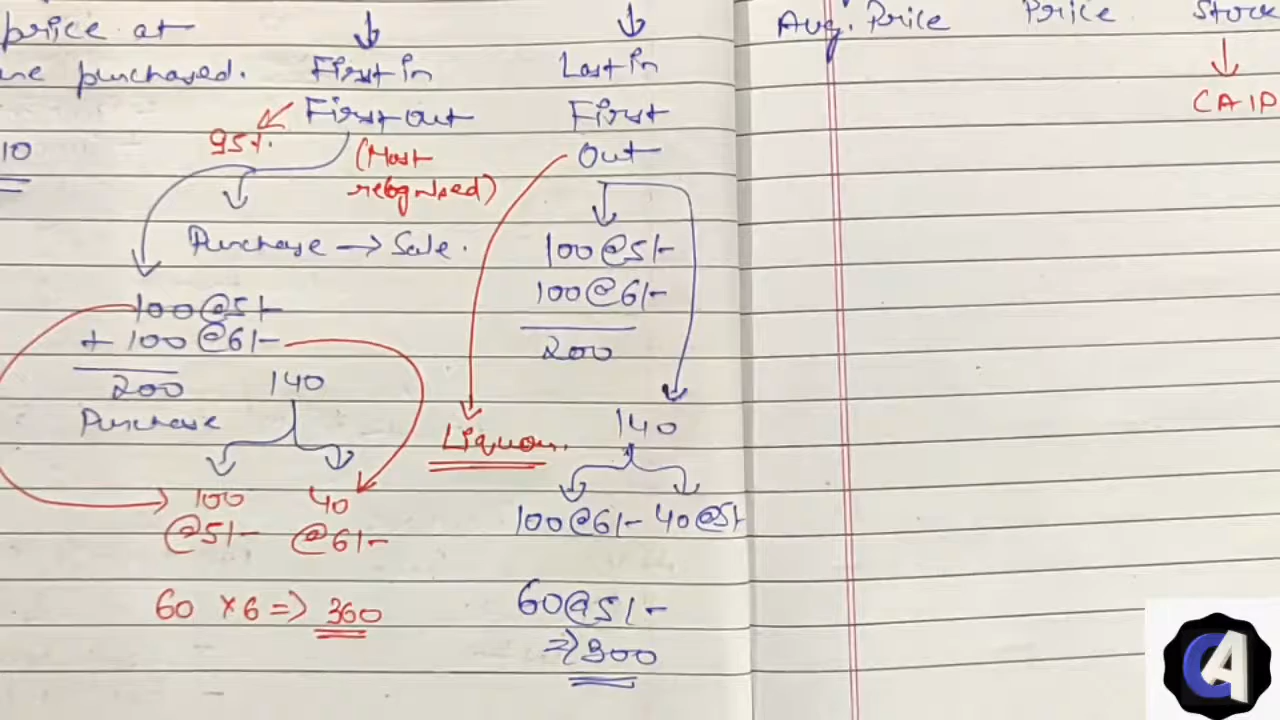 price at
purchased.
10
First in
First out
95%.
(Most
recognised)
Purchase → Sale.
100@5/-
+ 100@6/-
200
Purchase
140
100
@5/-
40
@6/-
60 × 6 => 360
Last in
First
Out
100@5/-
100@6/-
200
Liquor.
140
100@6/- 40@5/-
60@5/-
=> 300
Avg. Price
Price
Stock
CA